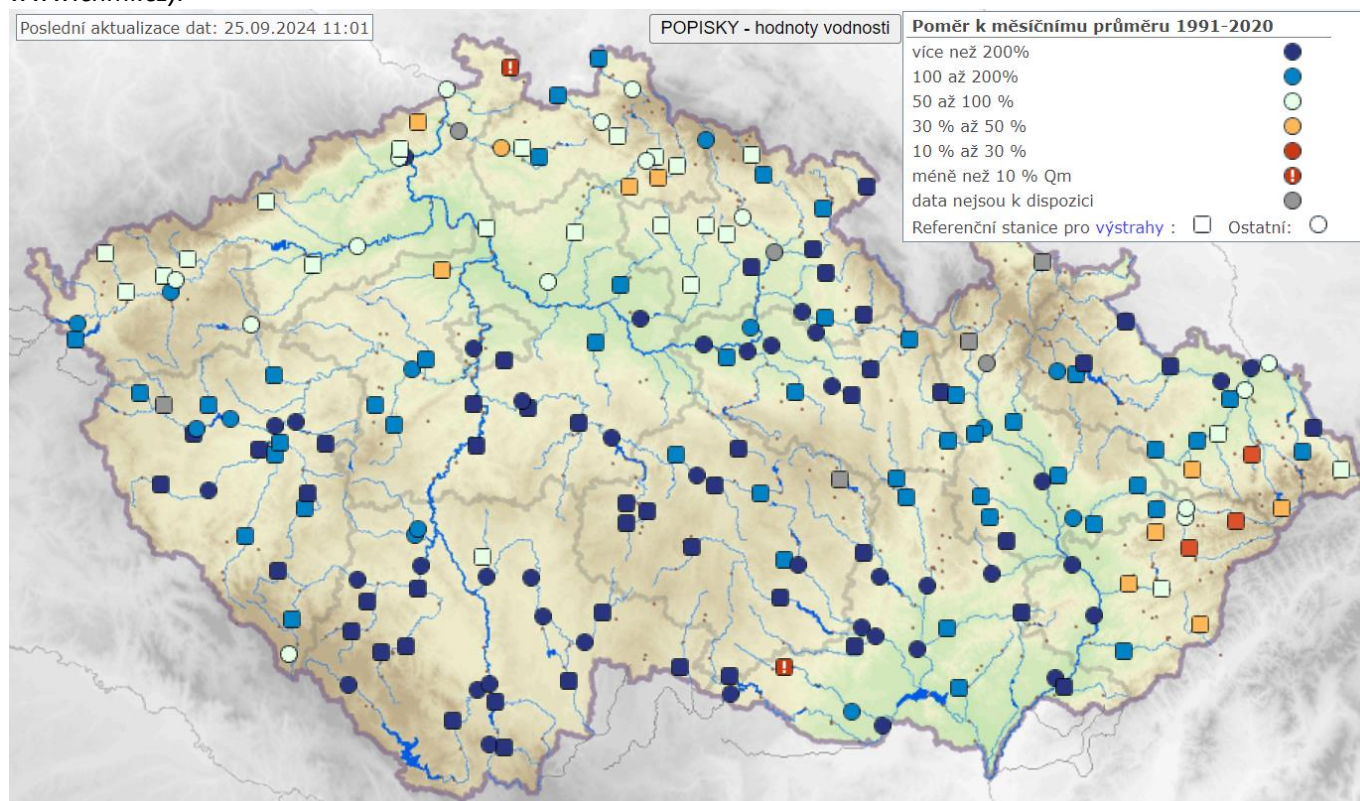 Poslední aktualizace dat: 25.09.2024 11:01
POPISKY - hodnoty vodnosti
Poměr k měsíčnímu průměru 1991-2020
více než 200%
100 až 200%
50 až 100 %
30 % až 50 %
10 % až 30 %
méně než 10 % Qm
data nejsou k dispozici
Referenční stanice pro výstrahy : Ostatní: